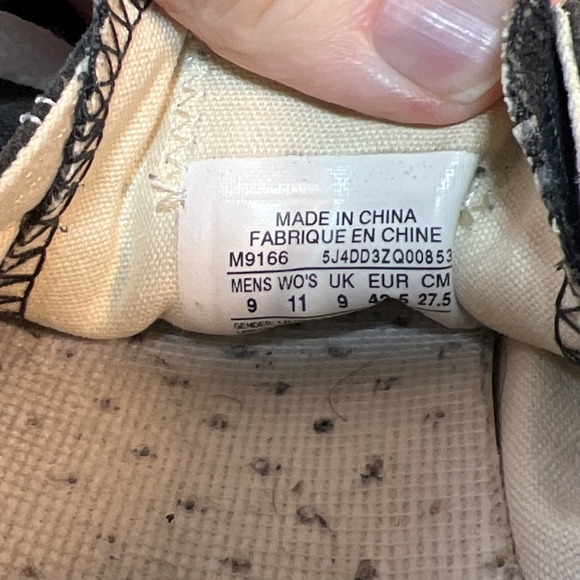 MADE IN CHINA
FABRIQUE EN CHINE
M9166 5J4DD3ZQ00853
MENS WO'S UK EUR CM
9 11 9 42.5 27.5
GENDER: